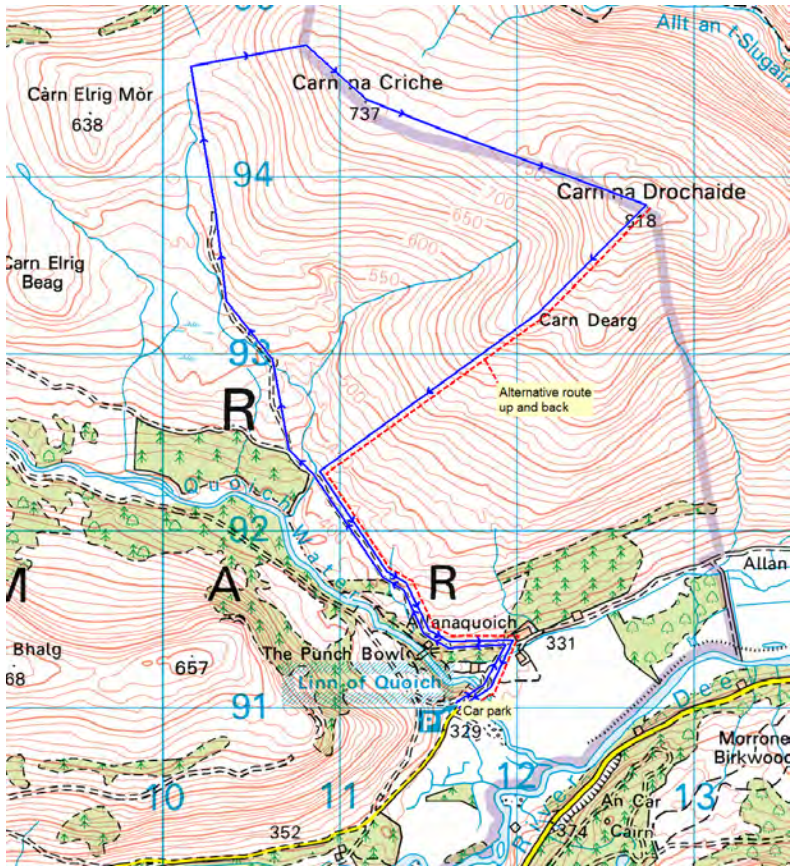 Allt an t-Slugain
Carn na Criche
737
Càrn Elrig Mòr
638
94
Carn na Drochaide
818
700
650
600
550
Carn Elrig
Beag
Carn Dearg
93
Alternative route
up and back
R
Quoich Water
92
M
A
R
Allanaquoich
Allan
331
The Punch Bowl
Bhalg
657
68
Linn of Quoich
91
P
Car park
329
River Dee
Morrone
Birkwood
10
11
12
13
An Car
Cairn
374
352